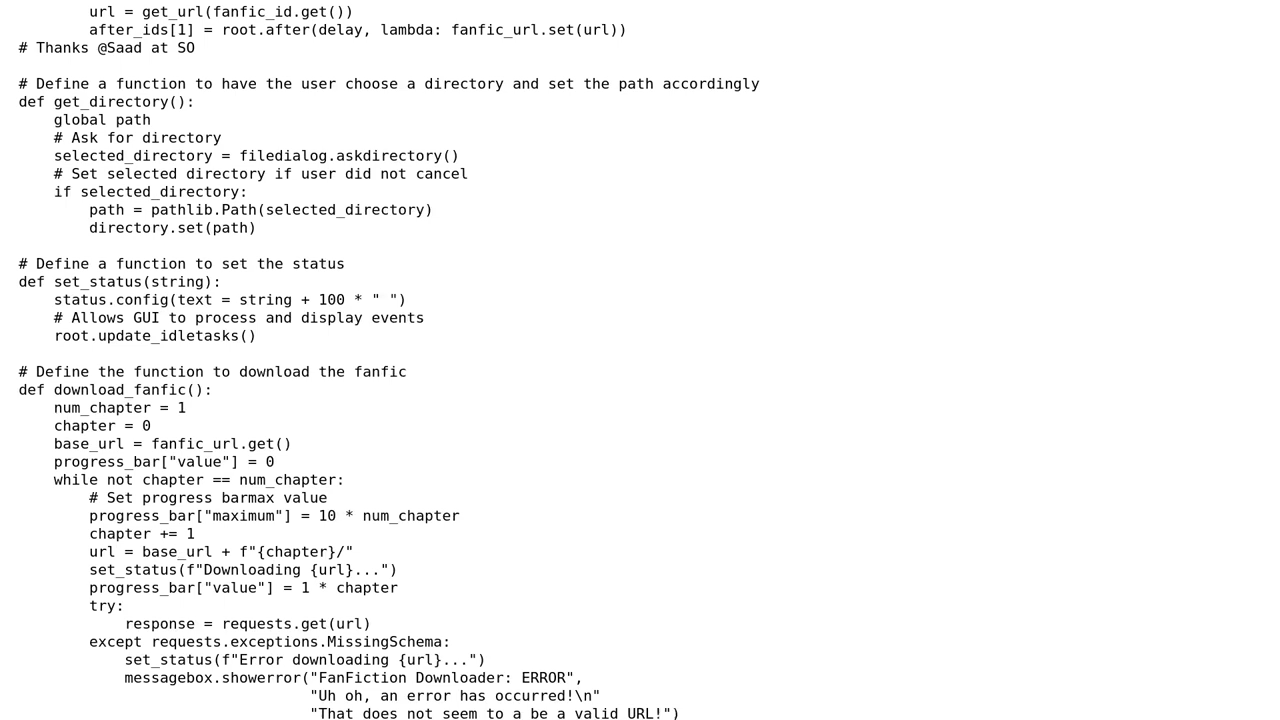 url = get_url(fanfic_id.get())
        after_ids[1] = root.after(delay, lambda: fanfic_url.set(url))
# Thanks @Saad at SO

# Define a function to have the user choose a directory and set the path accordingly
def get_directory():
    global path
    # Ask for directory
    selected_directory = filedialog.askdirectory()
    # Set selected directory if user did not cancel
    if selected_directory:
        path = pathlib.Path(selected_directory)
        directory.set(path)

# Define a function to set the status
def set_status(string):
    status.config(text = string + 100 * " ")
    # Allows GUI to process and display events
    root.update_idletasks()

# Define the function to download the fanfic
def download_fanfic():
    num_chapter = 1
    chapter = 0
    base_url = fanfic_url.get()
    progress_bar["value"] = 0
    while not chapter == num_chapter:
        # Set progress barmax value
        progress_bar["maximum"] = 10 * num_chapter
        chapter += 1
        url = base_url + f"{chapter}/"
        set_status(f"Downloading {url}...")
        progress_bar["value"] = 1 * chapter
        try:
            response = requests.get(url)
        except requests.exceptions.MissingSchema:
            set_status(f"Error downloading {url}...")
            messagebox.showerror("FanFiction Downloader: ERROR",
                                 "Uh oh, an error has occurred!\n"
                                 "That does not seem to a be a valid URL!")